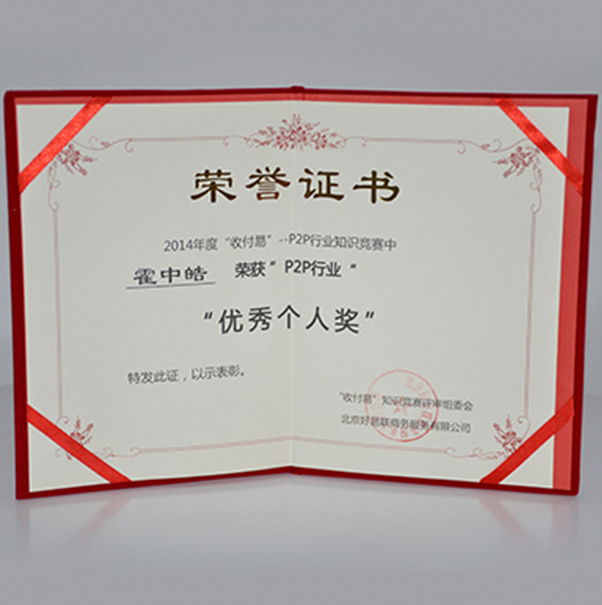 荣誉证书
2014年度“收付易”--P2P行业知识竞赛中
霍中皓 荣获“P2P行业“
“优秀个人奖”
特发此证，以示表彰。
“收付易”知识竞赛评审组委会
北京好易联商务服务有限公司